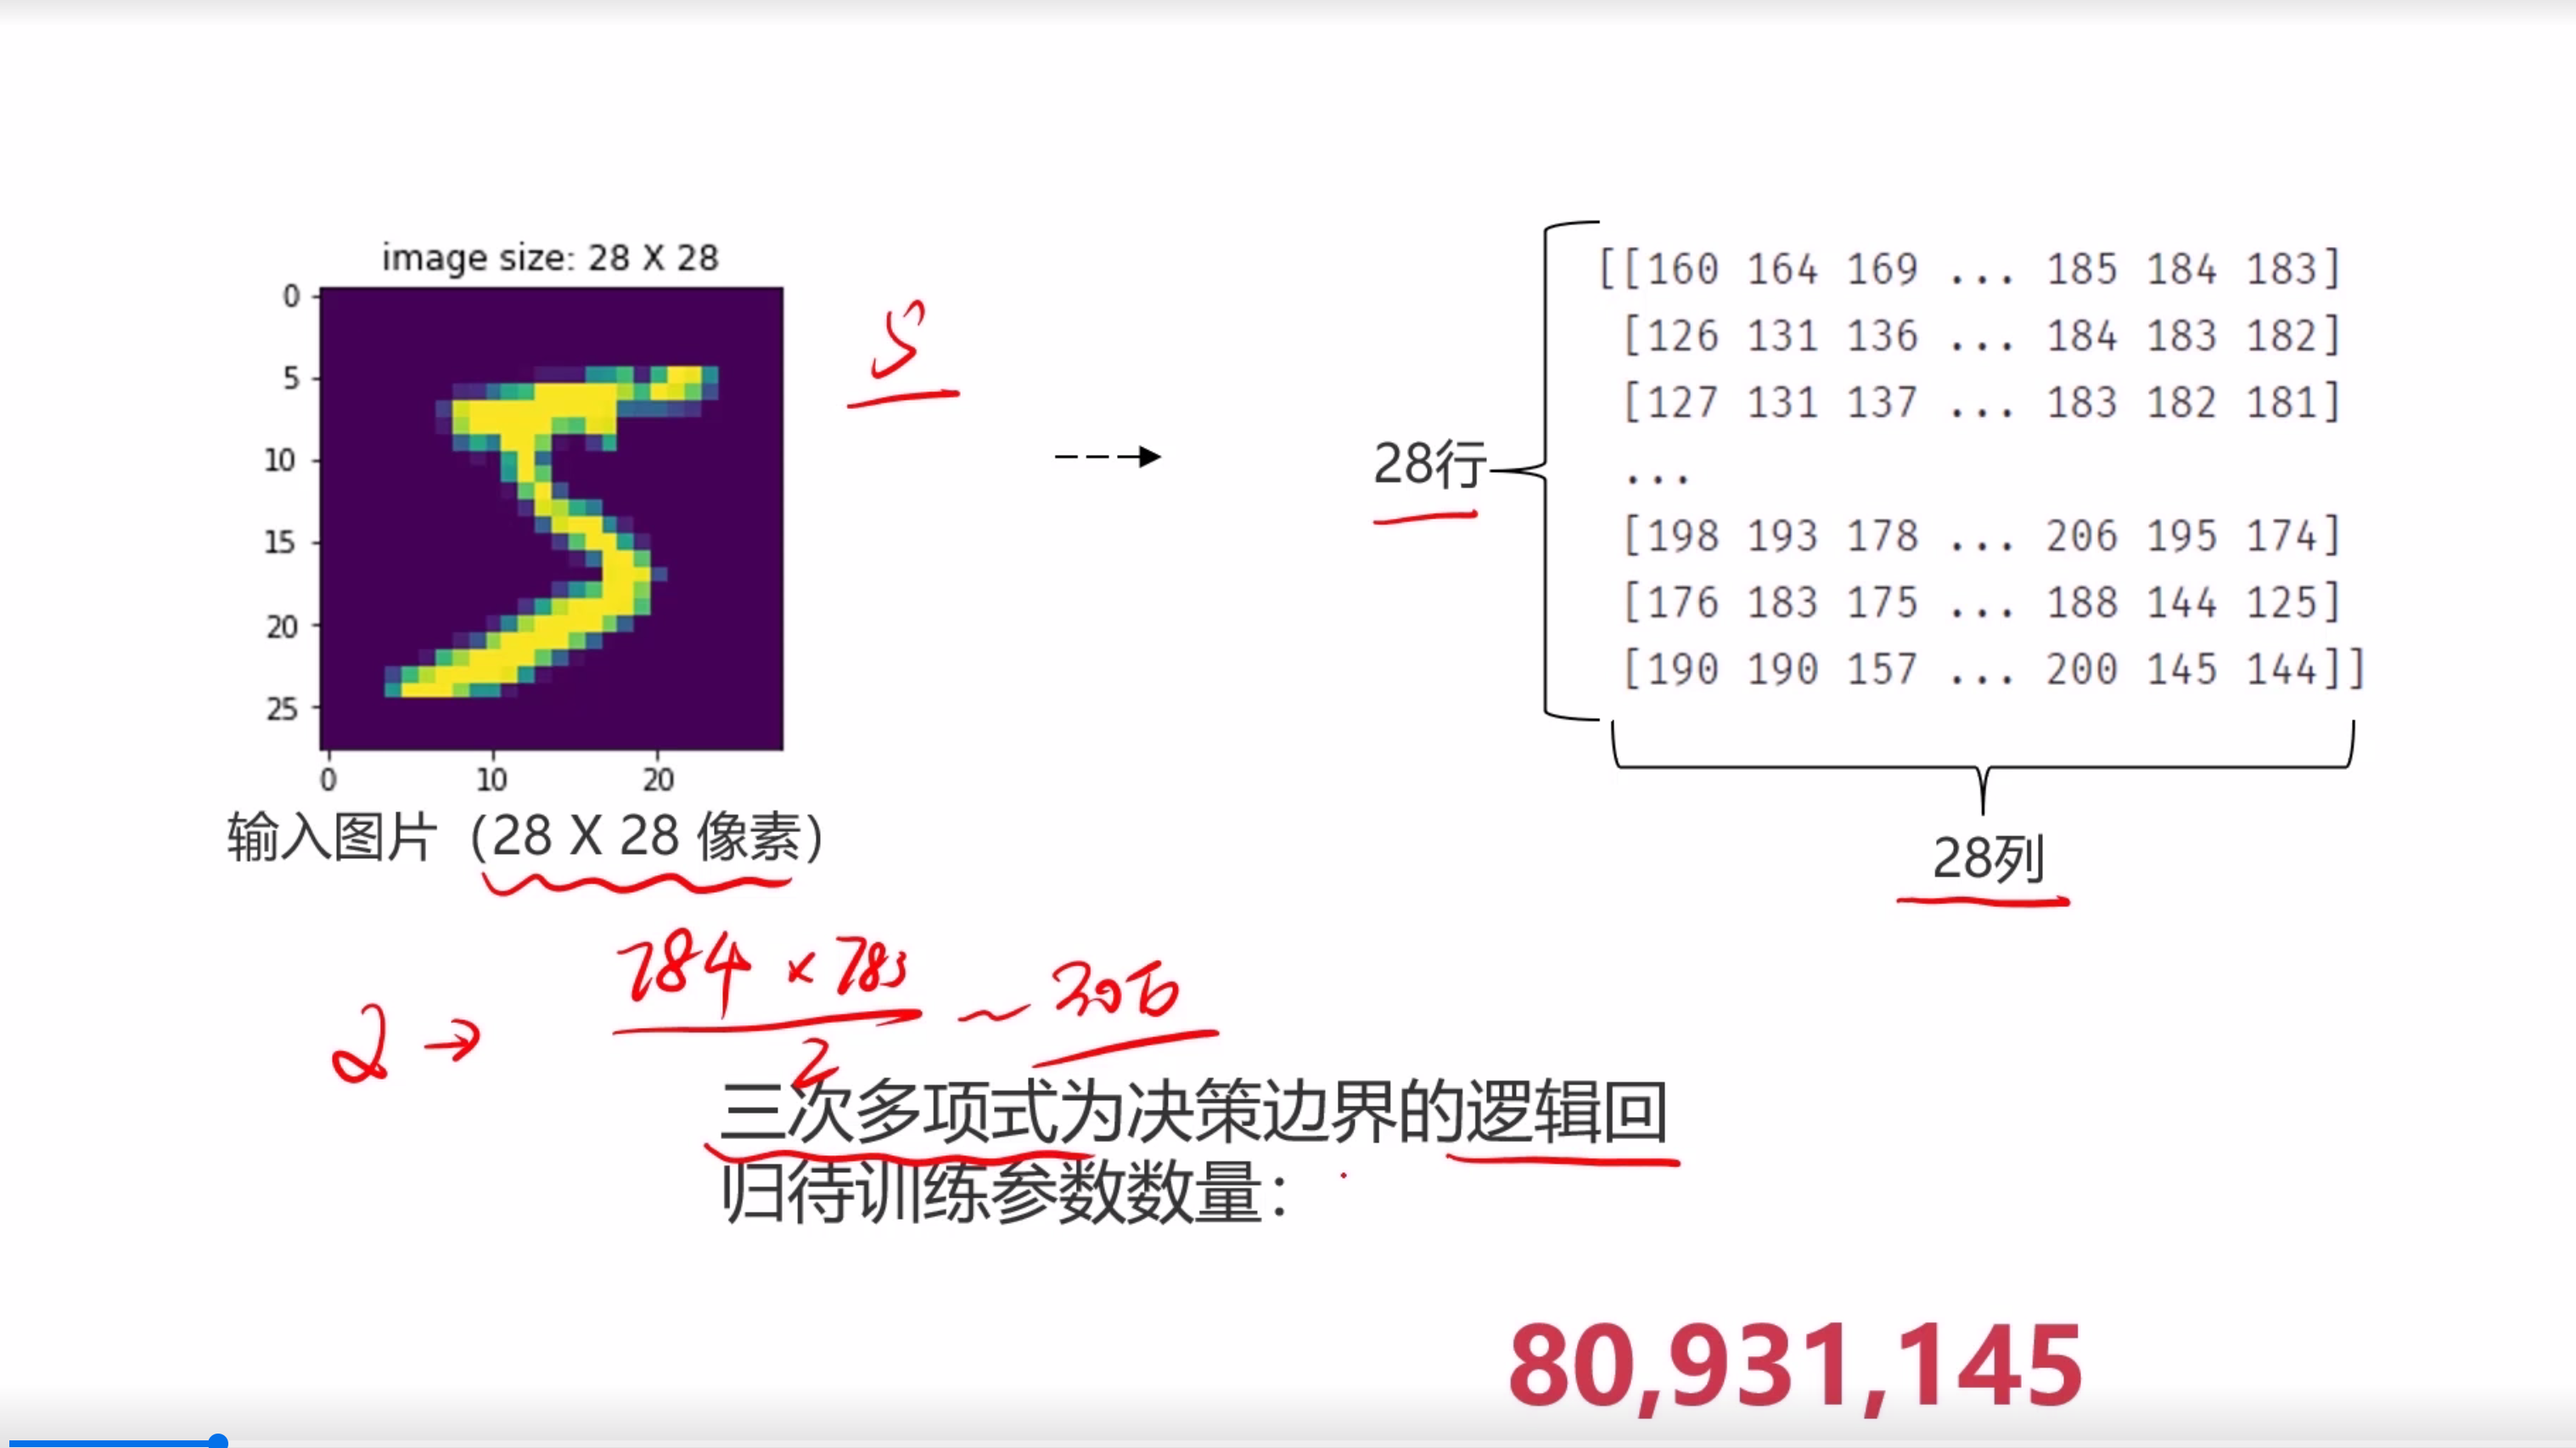 image size: 28 X 28
0
5
10
15
20
25
0 10 20
输入图片（28 X 28 像素）
5
28行
[[160 164 169 ... 185 184 183]
[126 131 136 ... 184 183 182]
[127 131 137 ... 183 182 181]
...
[198 193 178 ... 206 195 174]
[176 183 175 ... 188 144 125]
[190 190 157 ... 200 145 144]]
28列
2 → 784 × 783 / 2 ~ 30万
三次多项式为决策边界的逻辑回
归待训练参数数量：
80,931,145